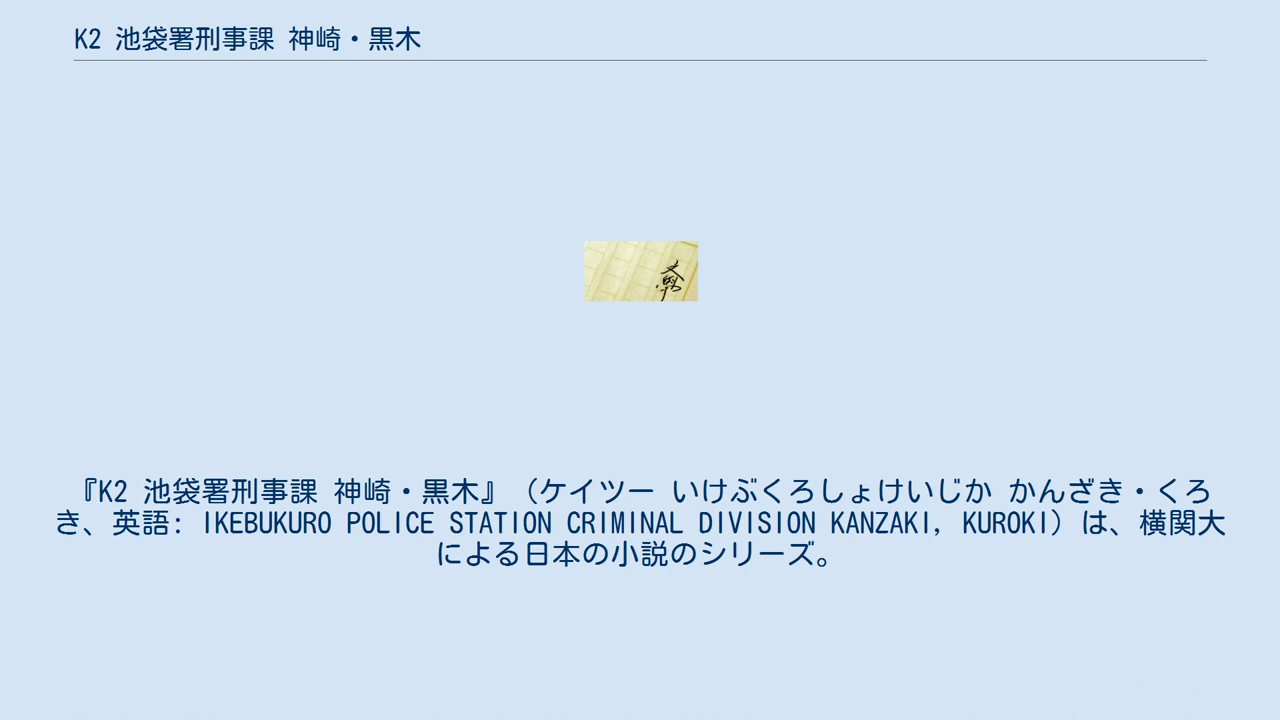 K2 池袋署刑事課 神崎・黒木
『K2 池袋署刑事課 神崎・黒木』（ケイツー いけぶくろしょけいじか かんざき・くろ
き、英語: IKEBUKURO POLICE STATION CRIMINAL DIVISION KANZAKI, KUROKI）は、横関大
による日本の小説のシリーズ。